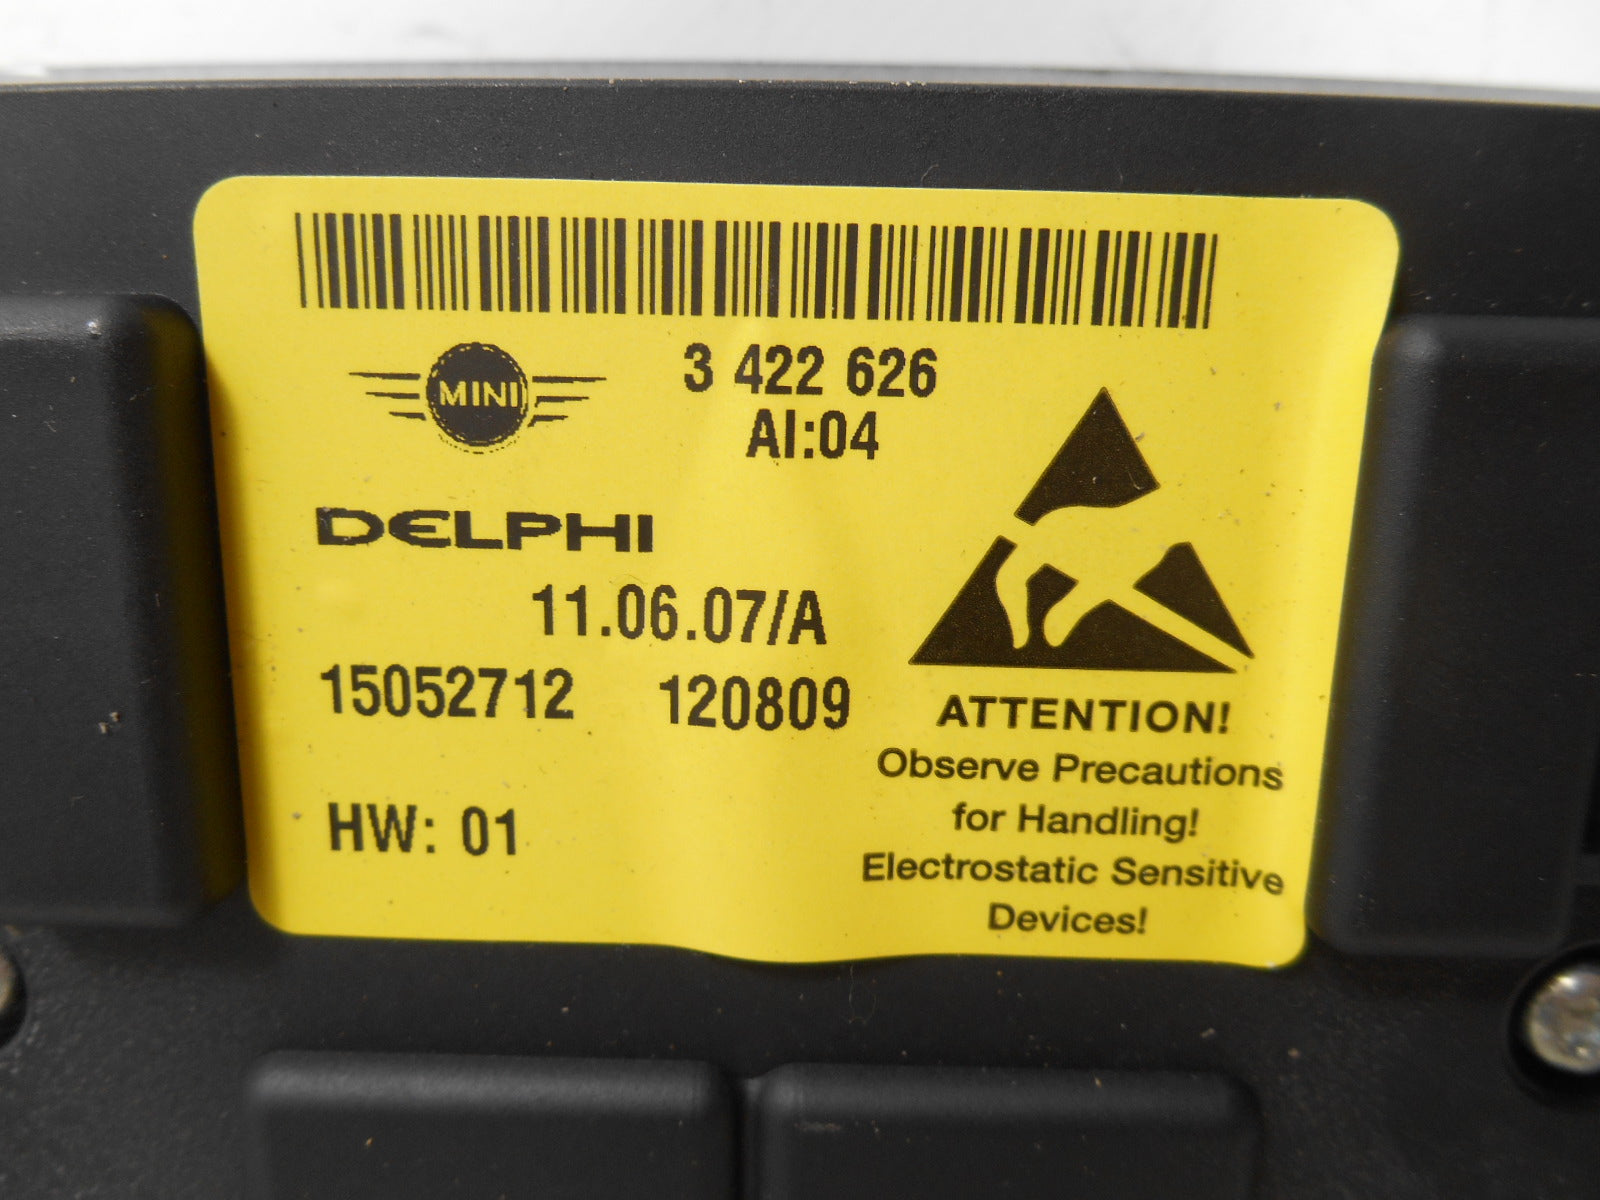 MINI
3 422 626
AI:04
DELPHI
11.06.07/A
15052712 120809
HW: 01
ATTENTION!
Observe Precautions
for Handling!
Electrostatic Sensitive
Devices!